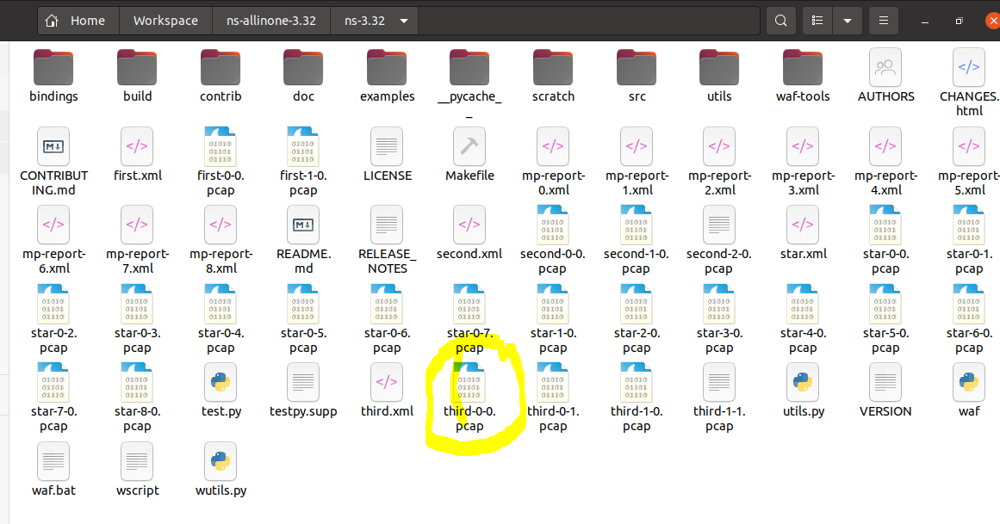 Home Workspace ns-allinone-3.32 ns-3.32
bindings build contrib doc examples __pycache_ scratch src utils waf-tools AUTHORS CHANGES.
_ html
CONTRIBUT first.xml first-0-0. first-1-0. LICENSE Makefile mp-report- mp-report- mp-report- mp-report- mp-report- mp-report-
ING.md pcap pcap 0.xml 1.xml 2.xml 3.xml 4.xml 5.xml
mp-report- mp-report- mp-report- README. RELEASE_ second.xml second-0-0. second-1-0. second-2-0. star.xml star-0-0. star-0-1.
6.xml 7.xml 8.xml md NOTES pcap pcap pcap pcap pcap
star-0-2. star-0-3. star-0-4. star-0-5. star-0-6. star-0-7. star-1-0. star-2-0. star-3-0. star-4-0. star-5-0. star-6-0.
pcap pcap pcap pcap pcap pcap pcap pcap pcap pcap pcap pcap
star-7-0. star-8-0. test.py testpy.supp third.xml third-0-0. third-0-1. third-1-0. third-1-1. utils.py VERSION waf
pcap pcap pcap pcap pcap pcap
waf.bat wscript wutils.py